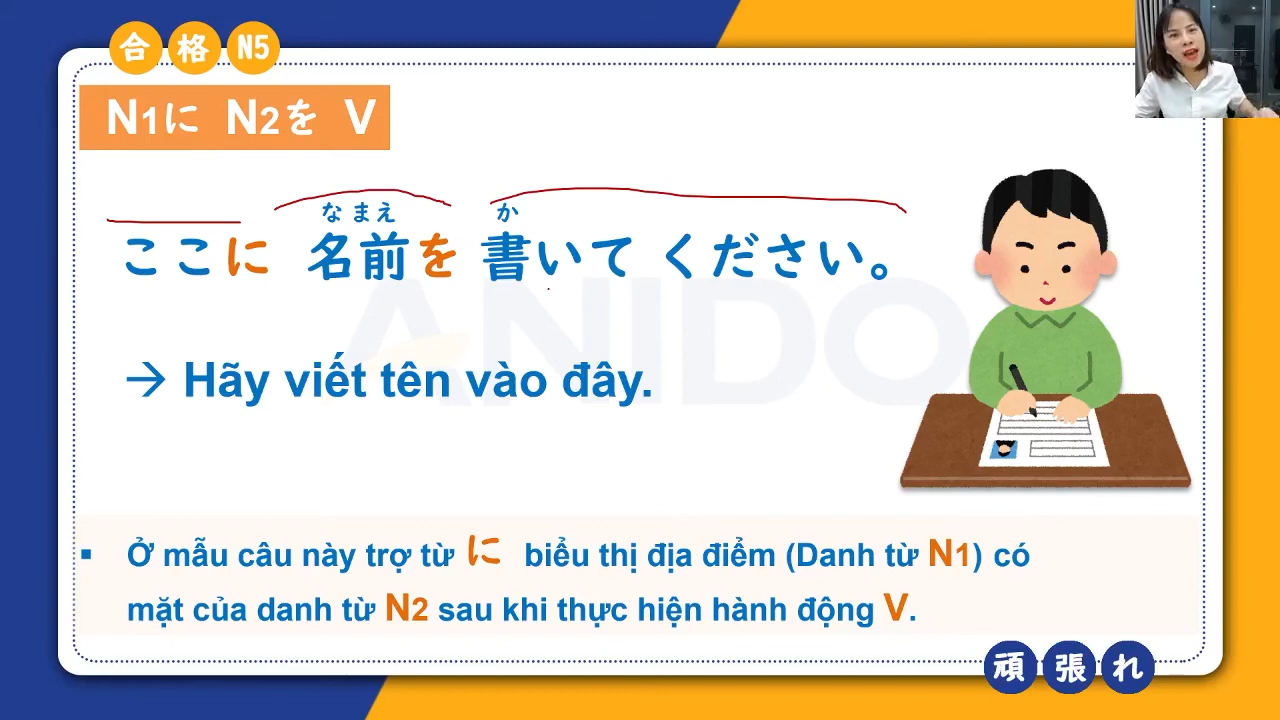 合格 N5
N1に N2を V
なまえ か
ここに 名前を 書いて ください。
→ Hãy viết tên vào đây.
ANIDO
▪ Ở mẫu câu này trợ từ に biểu thị địa điểm (Danh từ N1) có
mặt của danh từ N2 sau khi thực hiện hành động V.
頑張れ